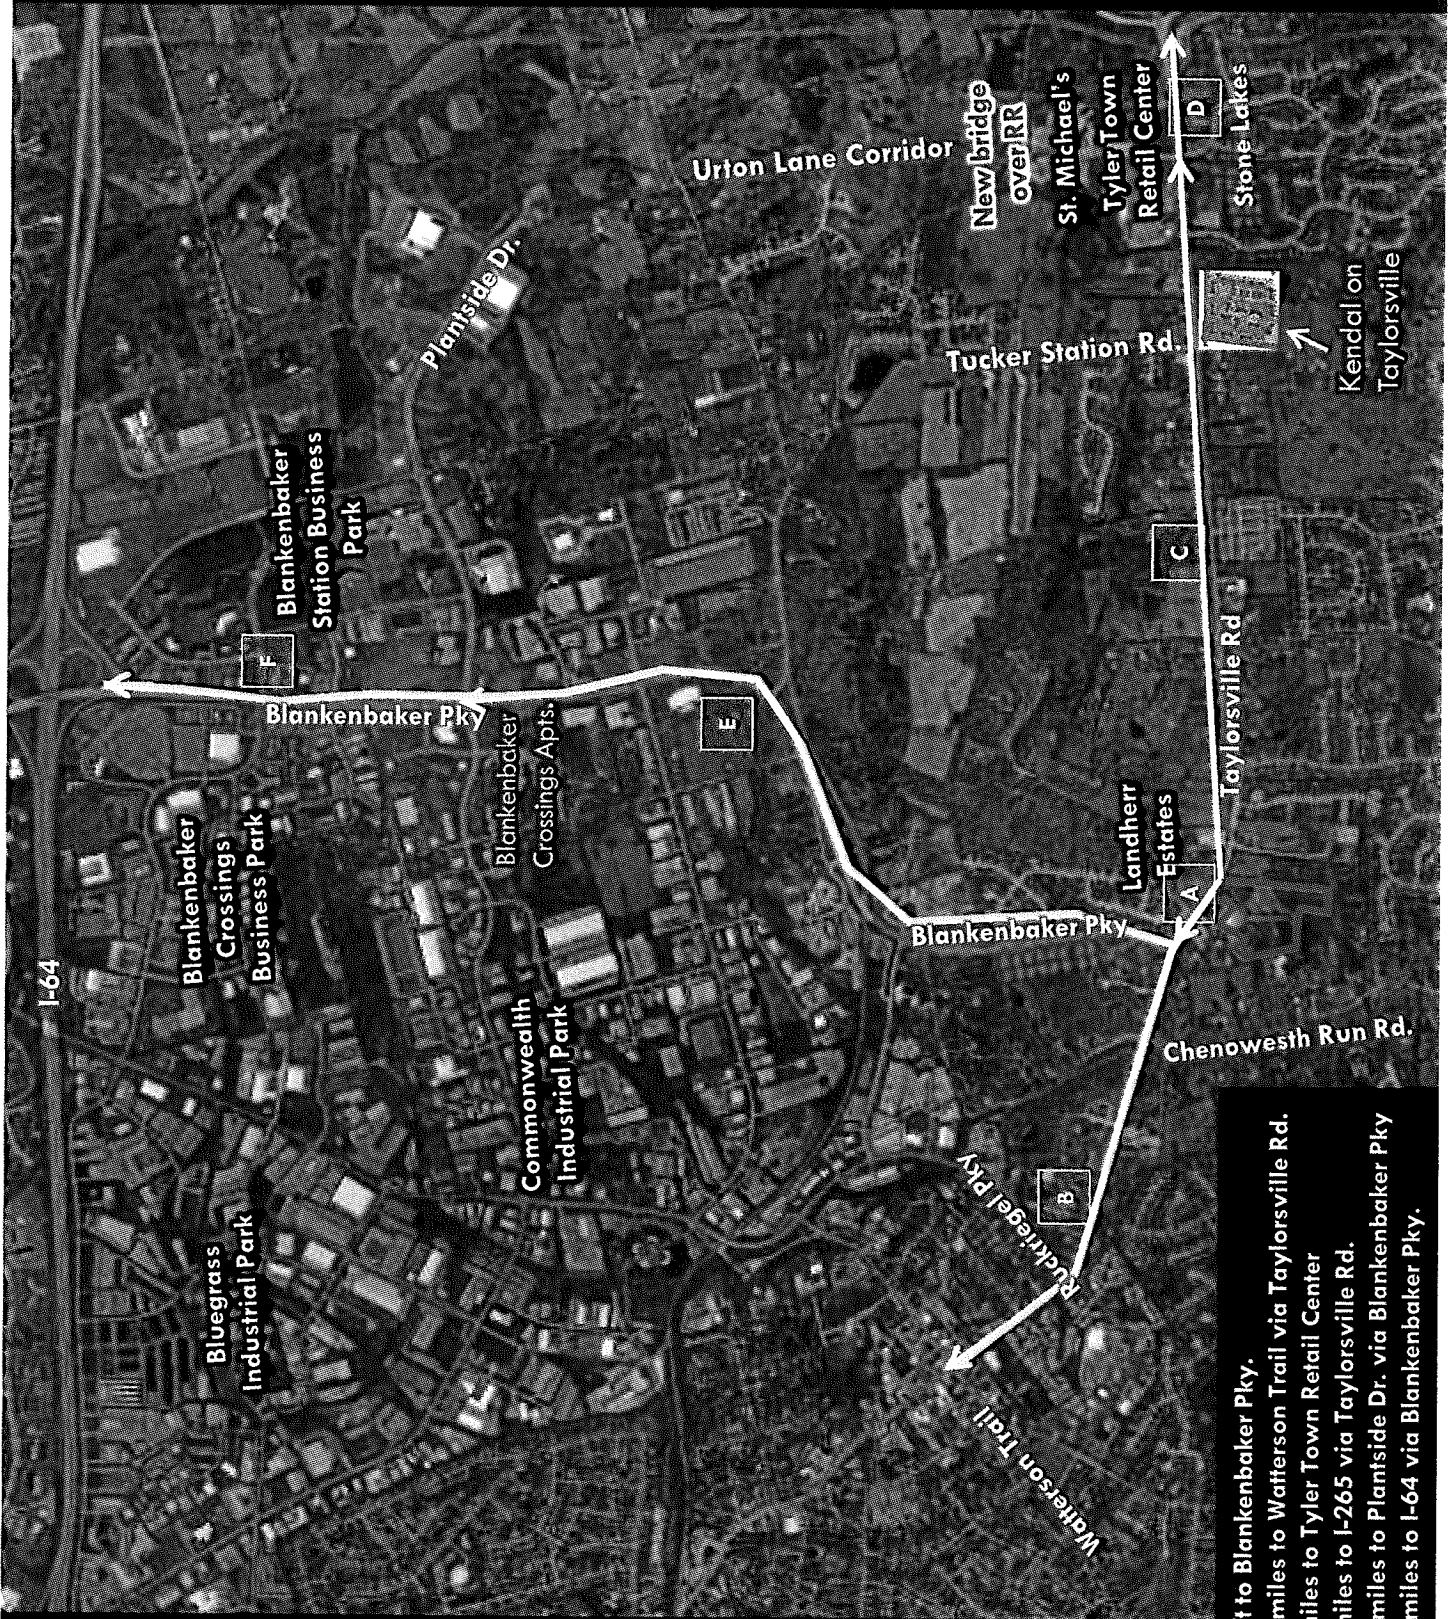 I-64
Bluegrass
Industrial Park
Blankenbaker
Crossings
Business Park
Blankenbaker
Station Business
Park
Plantside Dr.
F
Blankenbaker Pky
Blankenbaker
Crossings Apts.
Commonwealth
Industrial Park
E
Urton Lane Corridor
New bridge
over RR
St. Michael's
Tyler Town
Retail Center
D
Stone Lakes
Tucker Station Rd.
Kendal on
Taylorsville
C
Taylorsville Rd
Landherr
Estates
A
Blankenbaker Pky
Chenowesth Run Rd.
B
Ruckriegel Pky
Watterson Trail
to Blankenbaker Pky.
miles to Watterson Trail via Taylorsville Rd.
to Tyler Town Retail Center
to I-265 via Taylorsville Rd.
miles to Plantside Dr. via Blankenbaker Pky
miles to I-64 via Blankenbaker Pky.